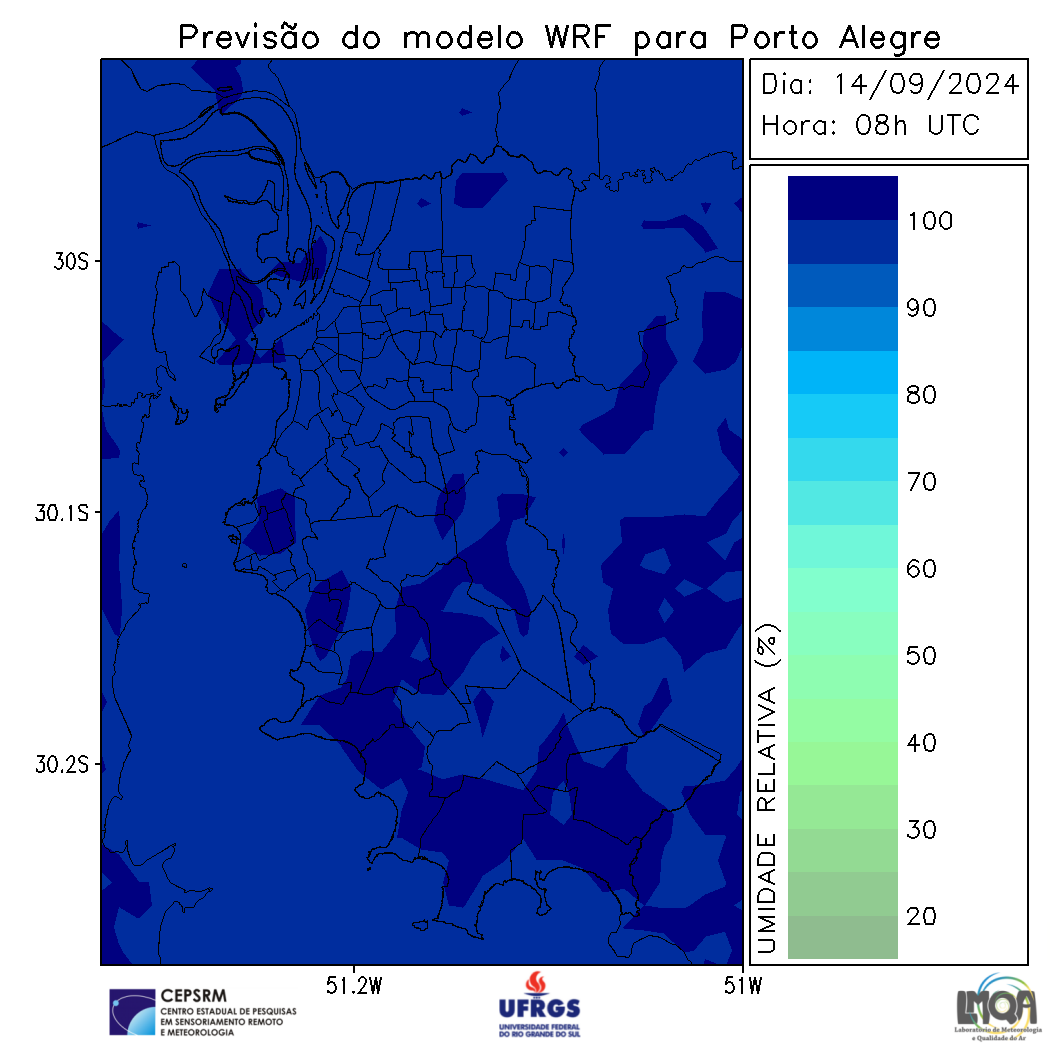 Previsão do modelo WRF para Porto Alegre
Dia: 14/09/2024
Hora: 08h UTC
100
90
80
70
60
50
40
30
20
UMIDADE RELATIVA (%)
30S
30.1S
30.2S
51.2W
51W
CEPSRM
CENTRO ESTADUAL DE PESQUISAS
EM SENSORIAMENTO REMOTO
E METEOROLOGIA
UFRGS
UNIVERSIDADE FEDERAL
DO RIO GRANDE DO SUL
LMQA
Laboratório de Meteorologia
e Qualidade do Ar